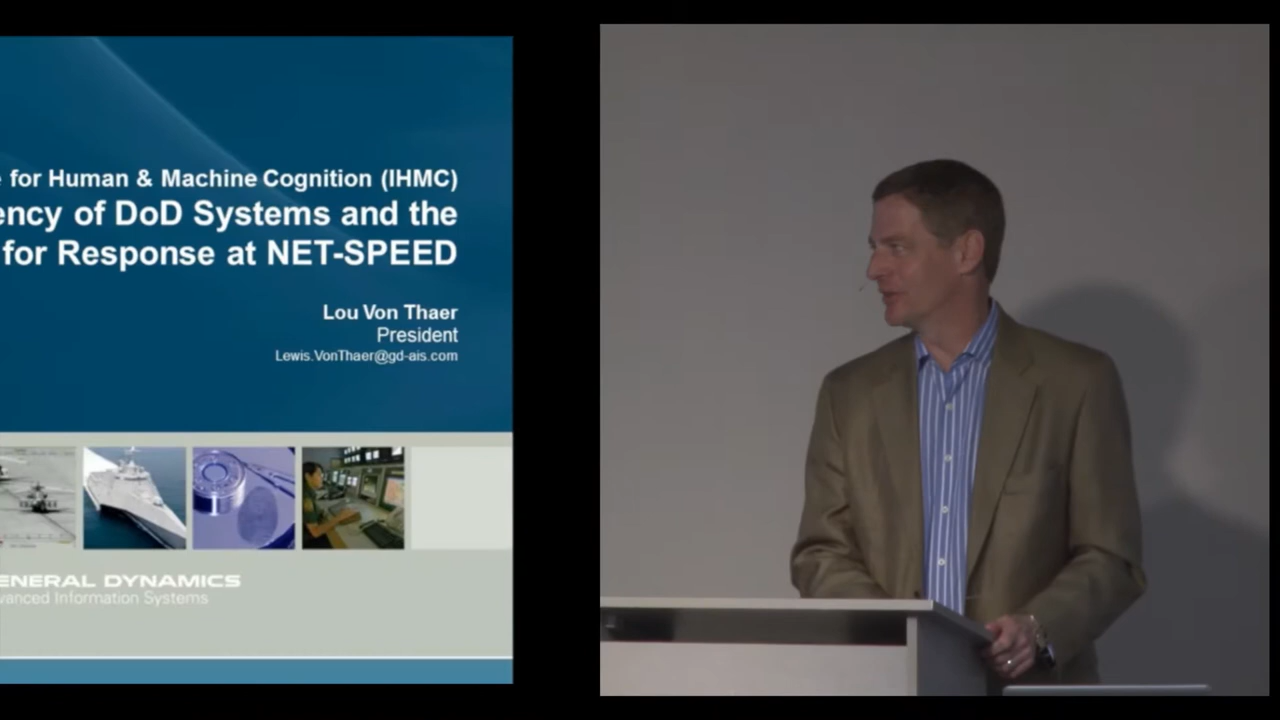 for Human & Machine Cognition (IHMC)
ency of DoD Systems and the
for Response at NET-SPEED
Lou Von Thaer
President
Lewis.VonThaer@gd-ais.com
ENERAL DYNAMICS
vanced Information Systems